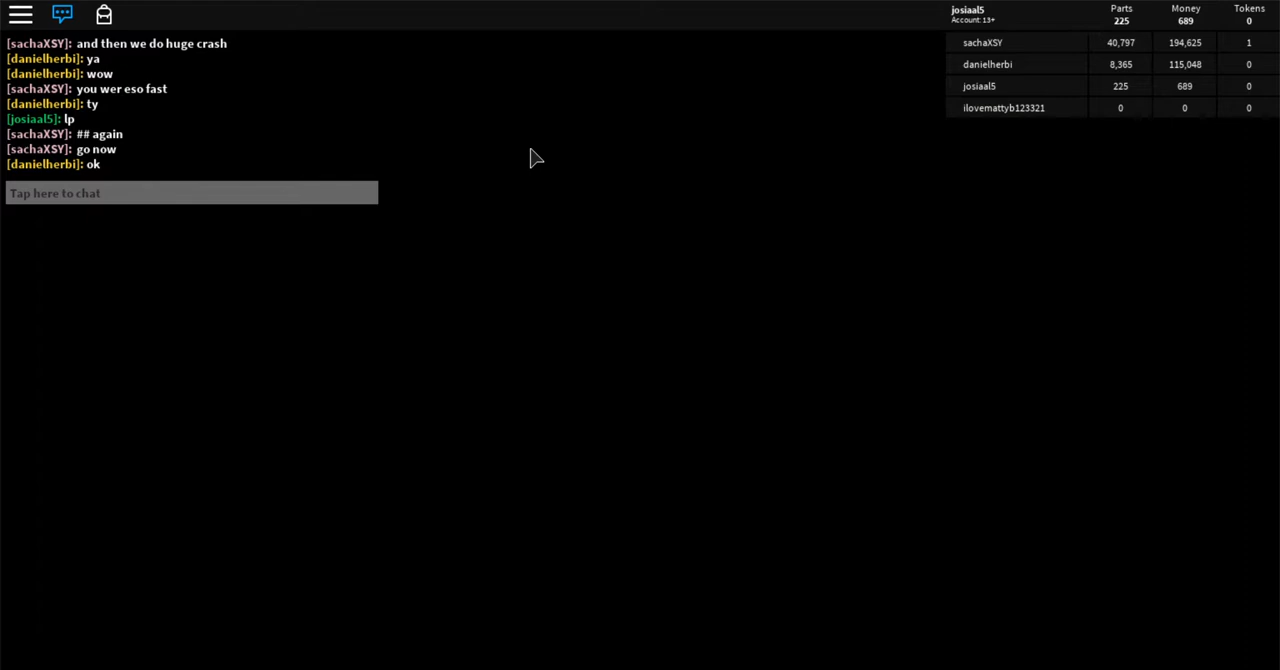 josiaal5 Parts Money Tokens
Account: 13+ 225 689 0
sachaXSY 40,797 194,625 1
danielherbi 8,365 115,048 0
josiaal5 225 689 0
ilovemattyb123321 0 0 0
[sachaXSY]: and then we do huge crash
[danielherbi]: ya
[danielherbi]: wow
[sachaXSY]: you wer eso fast
[danielherbi]: ty
[josiaal5]: lp
[sachaXSY]: ## again
[sachaXSY]: go now
[danielherbi]: ok
Tap here to chat